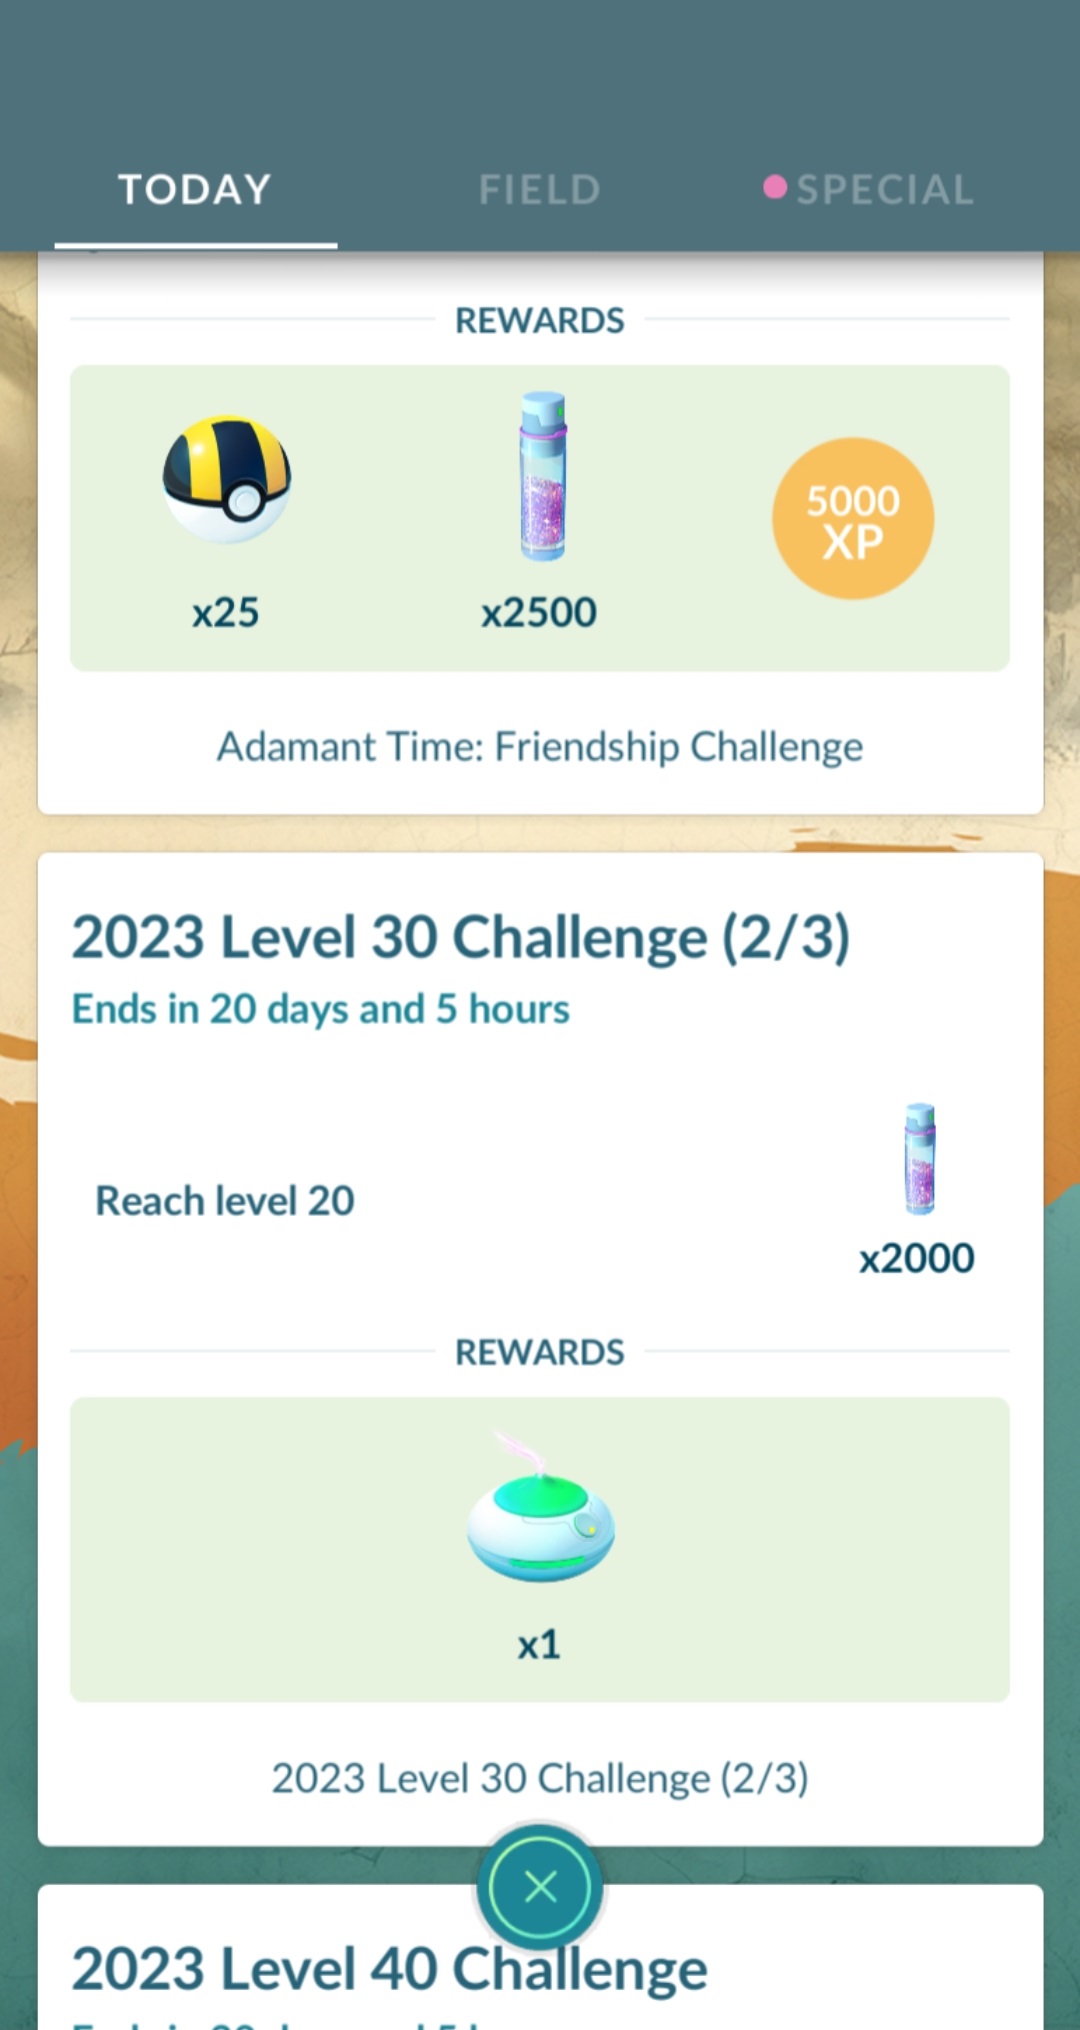 TODAY
FIELD
SPECIAL
REWARDS
x25
x2500
5000
XP
Adamant Time: Friendship Challenge
2023 Level 30 Challenge (2/3)
Ends in 20 days and 5 hours
Reach level 20
x2000
REWARDS
x1
2023 Level 30 Challenge (2/3)
2023 Level 40 Challenge